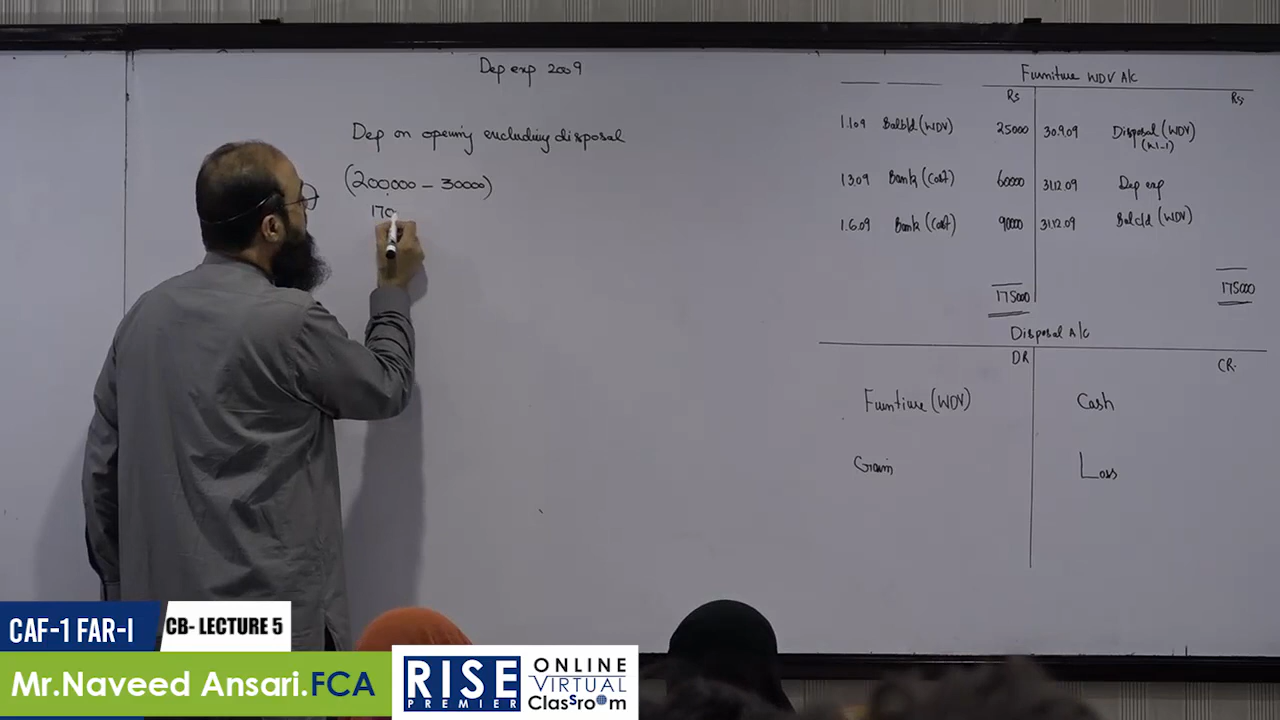 Dep exp 2009
Dep on opening excluding disposal
(200,000 – 30000)
170
Furniture WDV A/c
Rs Rs
1.1.09 Balb/d (WDV) 25000 30.9.09 Disposal (WDV)
(W-1)
1.3.09 Bank (Cost) 60000 31.12.09 Dep exp
1.6.09 Bank (Cost) 90000 31.12.09 Balc/d (WDV)
175000 175000
Disposal A/c
DR CR.
Furniture (WDV) Cash
Gain Loss
CAF-1 FAR-I CB- LECTURE 5
Mr.Naveed Ansari.FCA
RISE
PREMIER
ONLINE
VIRTUAL
Classroom